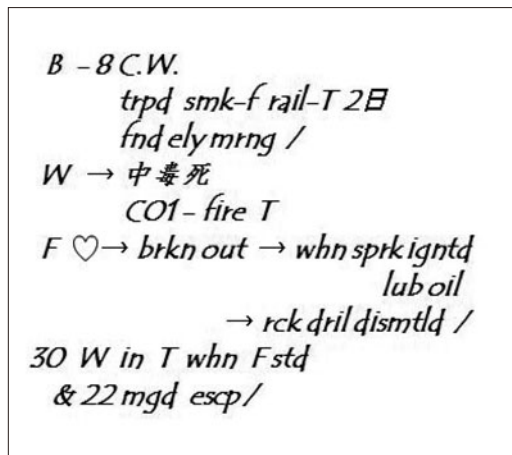 B - 8 C.W.
trpd smk-f rail-T 2日
fnd ely mrng /
W → 中毒死
CO1 - fire T
F ♡→ brkn out → whn sprk igntd
lub oil
→ rck dril dismtld /
30 W in T whn F std
& 22 mgd escp /